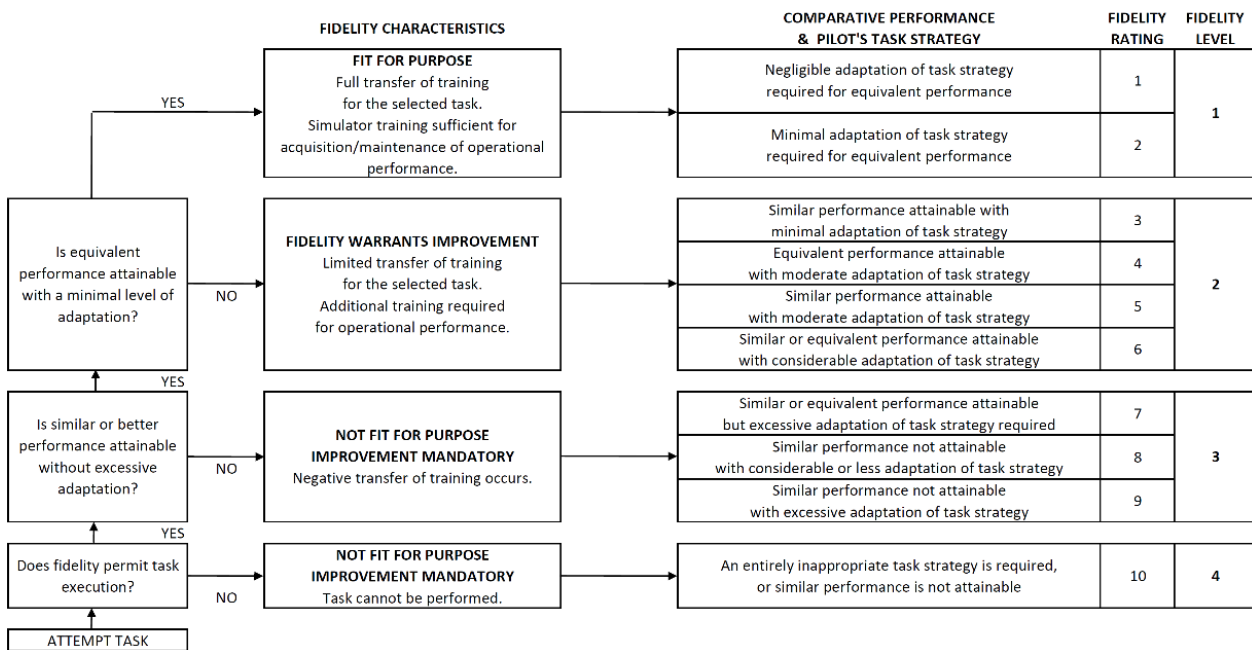 FIDELITY CHARACTERISTICS
COMPARATIVE PERFORMANCE
& PILOT'S TASK STRATEGY
FIDELITY
RATING
FIDELITY
LEVEL
YES
FIT FOR PURPOSE
Full transfer of training
for the selected task.
Simulator training sufficient for
acquisition/maintenance of operational
performance.
Negligible adaptation of task strategy
required for equivalent performance
1
Minimal adaptation of task strategy
required for equivalent performance
2
1
Is equivalent
performance attainable
with a minimal level of
adaptation?
NO
FIDELITY WARRANTS IMPROVEMENT
Limited transfer of training
for the selected task.
Additional training required
for operational performance.
Similar performance attainable with
minimal adaptation of task strategy
3
Equivalent performance attainable
with moderate adaptation of task strategy
4
Similar performance attainable
with moderate adaptation of task strategy
5
Similar or equivalent performance attainable
with considerable adaptation of task strategy
6
2
YES
Is similar or better
performance attainable
without excessive
adaptation?
NO
NOT FIT FOR PURPOSE
IMPROVEMENT MANDATORY
Negative transfer of training occurs.
Similar or equivalent performance attainable
but excessive adaptation of task strategy required
7
Similar performance not attainable
with considerable or less adaptation of task strategy
8
Similar performance not attainable
with excessive adaptation of task strategy
9
3
YES
Does fidelity permit task
execution?
NO
NOT FIT FOR PURPOSE
IMPROVEMENT MANDATORY
Task cannot be performed.
An entirely inappropriate task strategy is required,
or similar performance is not attainable
10
4
ATTEMPT TASK